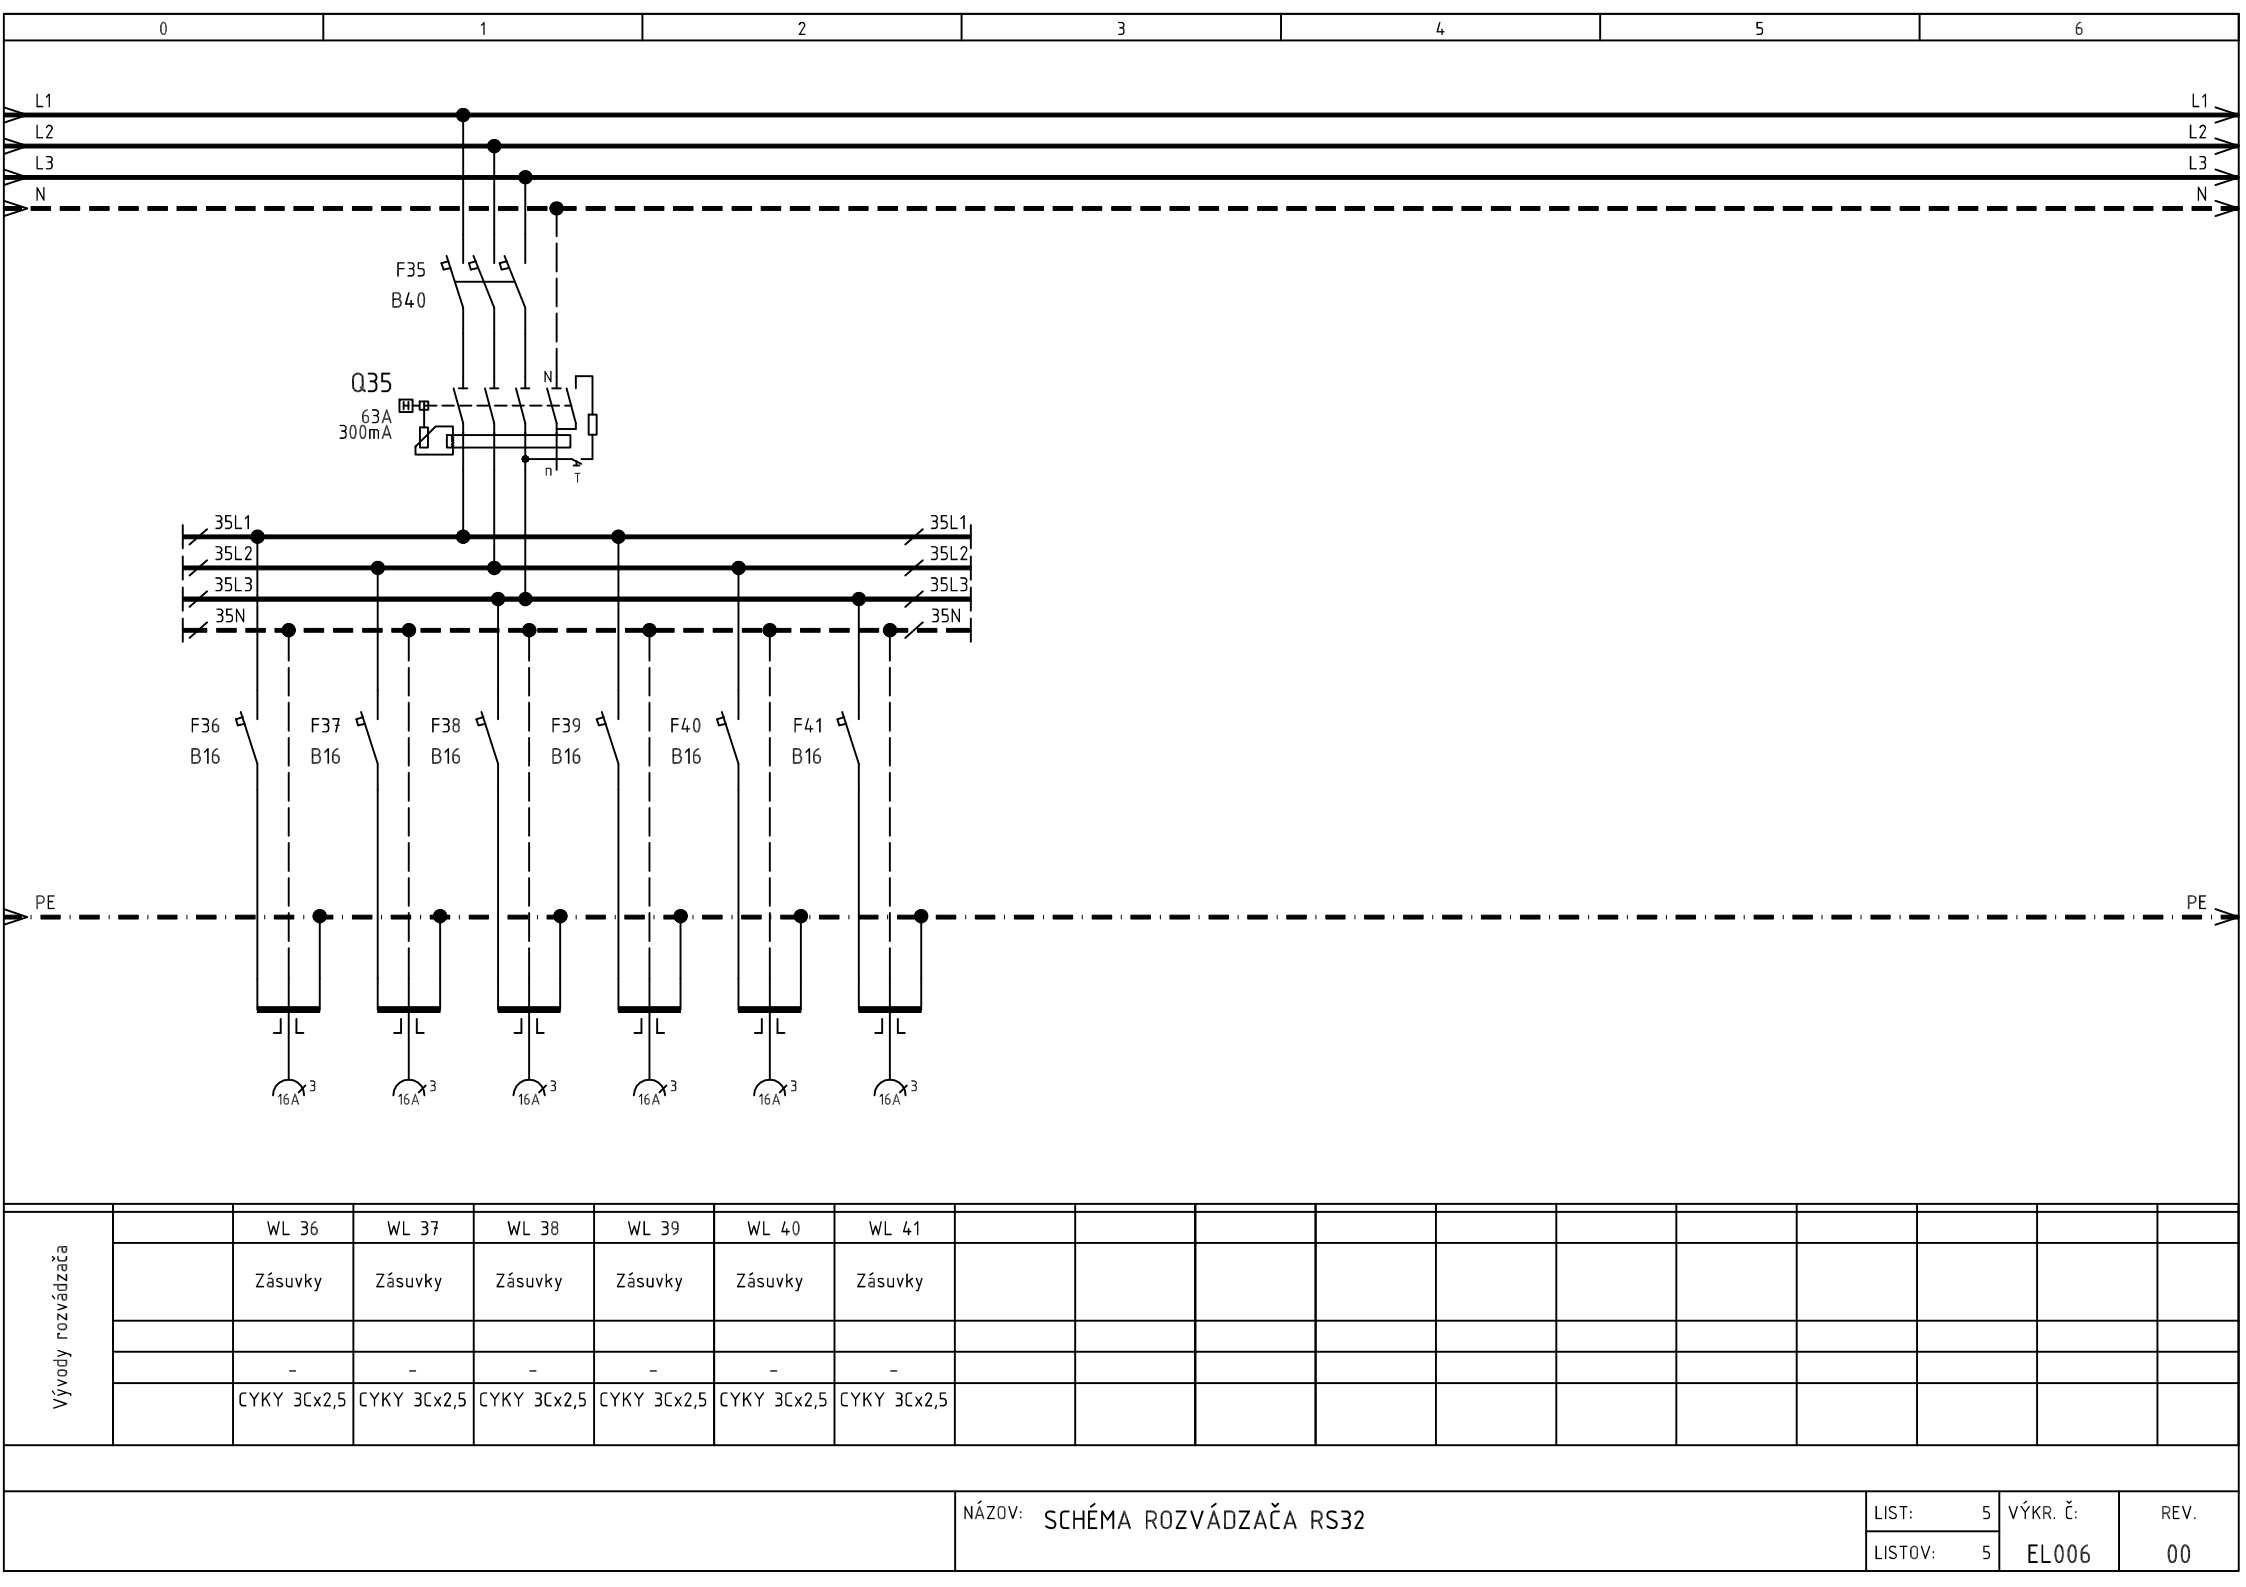 0 1 2 3 4 5 6
L1 L1
L2 L2
L3 L3
N N
F35
B40
Q35
63A
300mA
H
N
n
T
35L1 35L1
35L2 35L2
35L3 35L3
35N 35N
F36 F37 F38 F39 F40 F41
B16 B16 B16 B16 B16 B16
PE PE
3 3 3 3 3 3
16A 16A 16A 16A 16A 16A
Vývody rozvádzača
WL 36 WL 37 WL 38 WL 39 WL 40 WL 41
Zásuvky Zásuvky Zásuvky Zásuvky Zásuvky Zásuvky
- - - - - -
CYKY 3Cx2,5 CYKY 3Cx2,5 CYKY 3Cx2,5 CYKY 3Cx2,5 CYKY 3Cx2,5 CYKY 3Cx2,5
NÁZOV: SCHÉMA ROZVÁDZAČA RS32
LIST: 5
LISTOV: 5
VÝKR. Č:
EL006
REV.
00